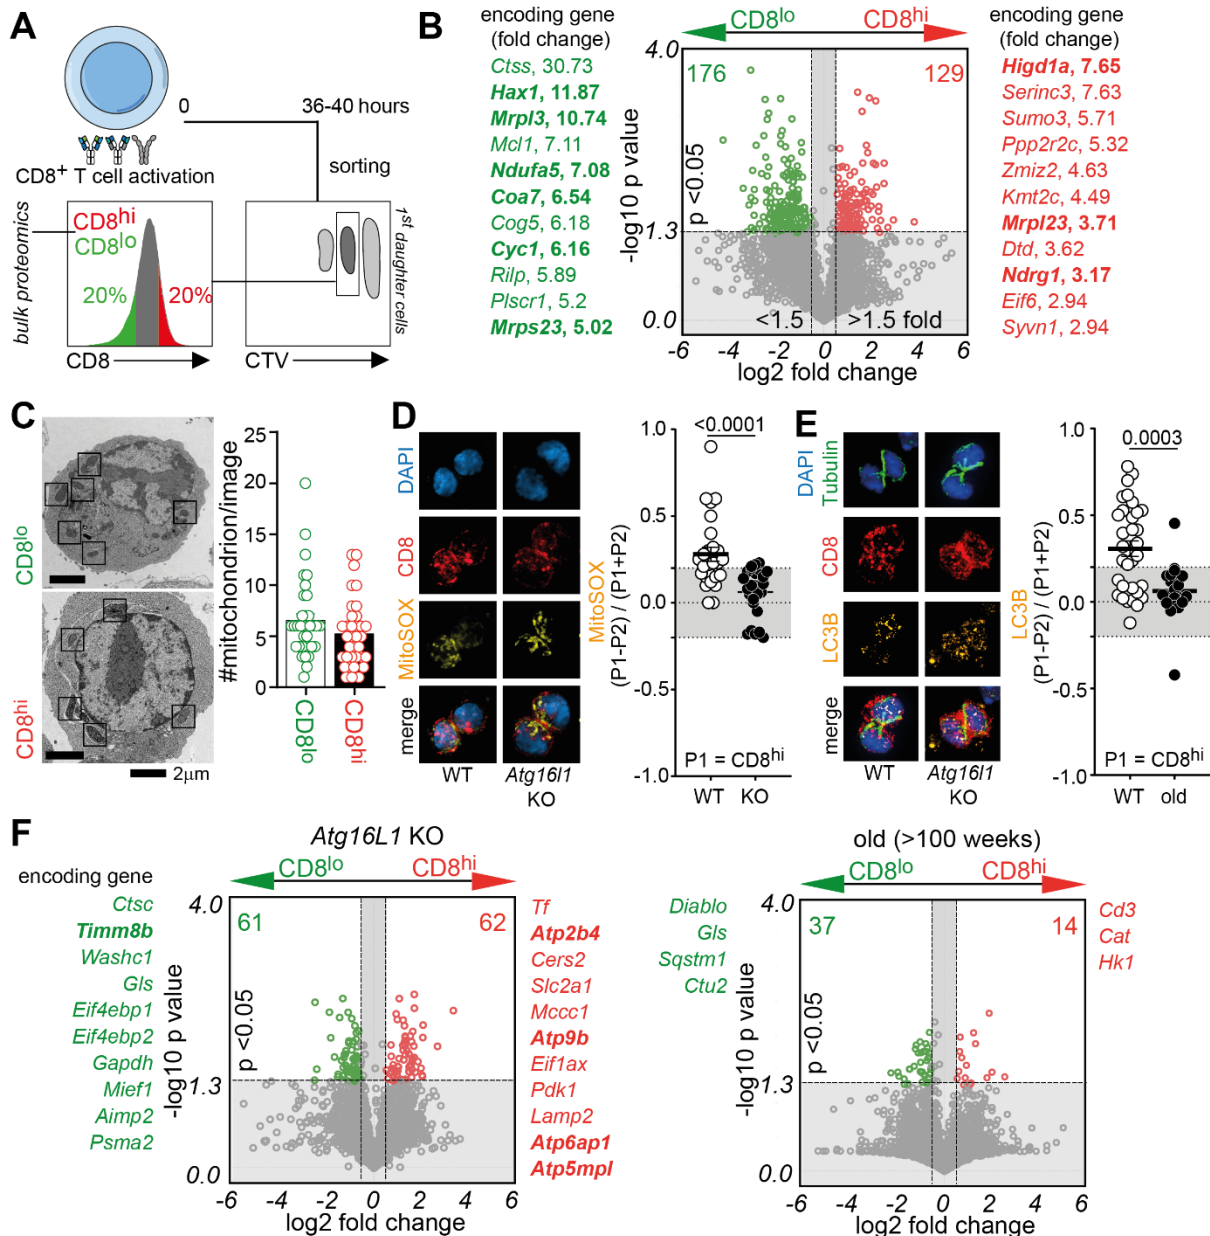 A
0
36-40 hours
sorting
CD8+ T cell activation
bulk proteomics
CD8hi
CD8lo
20%
20%
CD8
CTV
1st
daughter cells
B
encoding gene
(fold change)
Ctss, 30.73
Hax1, 11.87
Mrpl3, 10.74
Mcl1, 7.11
Ndufa5, 7.08
Coa7, 6.54
Cog5, 6.18
Cyc1, 6.16
Rilp, 5.89
Plscr1, 5.2
Mrps23, 5.02
CD8lo
CD8hi
4.0
176
129
p <0.05
-log10 p value
1.3
0.0
<1.5
>1.5 fold
-6 -4 -2 0 2 4 6
log2 fold change
encoding gene
(fold change)
Higd1a, 7.65
Serinc3, 7.63
Sumo3, 5.71
Ppp2r2c, 5.32
Zmiz2, 4.63
Kmt2c, 4.49
Mrpl23, 3.71
Dtd, 3.62
Ndrg1, 3.17
Eif6, 2.94
Syvn1, 2.94
C
CD8lo
CD8hi
2µm
#mitochondrion/image
25
20
15
10
5
0
CD8lo
CD8hi
D
DAPI
CD8
MitoSOX
merge
WT
Atg16l1
KO
MitoSOX
(P1-P2) / (P1+P2)
<0.0001
1.0
0.5
0.0
-0.5
-1.0
P1 = CD8hi
WT KO
E
DAPI
Tubulin
CD8
LC3B
merge
WT
Atg16l1
KO
LC3B
(P1-P2) / (P1+P2)
0.0003
1.0
0.5
0.0
-0.5
-1.0
P1 = CD8hi
WT old
F
Atg16L1 KO
CD8lo
CD8hi
encoding gene
Ctsc
Timm8b
Washc1
Gls
Eif4ebp1
Eif4ebp2
Gapdh
Mief1
Aimp2
Psma2
4.0
61
62
p <0.05
-log10 p value
1.3
0.0
-6 -4 -2 0 2 4 6
log2 fold change
Tf
Atp2b4
Cers2
Slc2a1
Mccc1
Atp9b
Eif1ax
Pdk1
Lamp2
Atp6ap1
Atp5mpl
old (>100 weeks)
CD8lo
CD8hi
Diablo
Gls
Sqstm1
Ctu2
4.0
37
14
p <0.05
-log10 p value
1.3
0.0
-6 -4 -2 0 2 4 6
log2 fold change
Cd3
Cat
Hk1